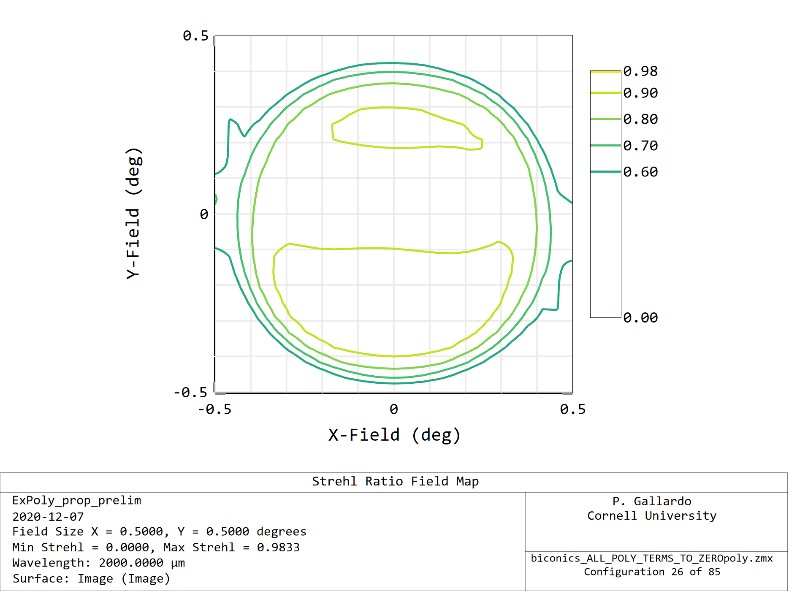 0.5
0
-0.5
-0.5 0 0.5
Y-Field (deg)
X-Field (deg)
0.98
0.90
0.80
0.70
0.60
0.00
Strehl Ratio Field Map
ExPoly_prop_prelim
2020-12-07
Field Size X = 0.5000, Y = 0.5000 degrees
Min Strehl = 0.0000, Max Strehl = 0.9833
Wavelength: 2000.0000 µm
Surface: Image (Image)
P. Gallardo
Cornell University
biconics_ALL_POLY_TERMS_TO_ZEROpoly.zmx
Configuration 26 of 85